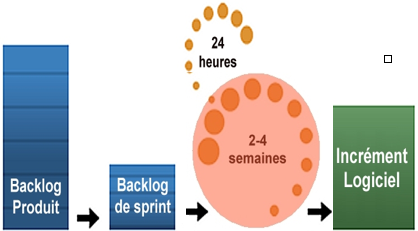 24
heures
2-4
semaines
Backlog
Produit
Backlog
de sprint
Incrément
Logiciel